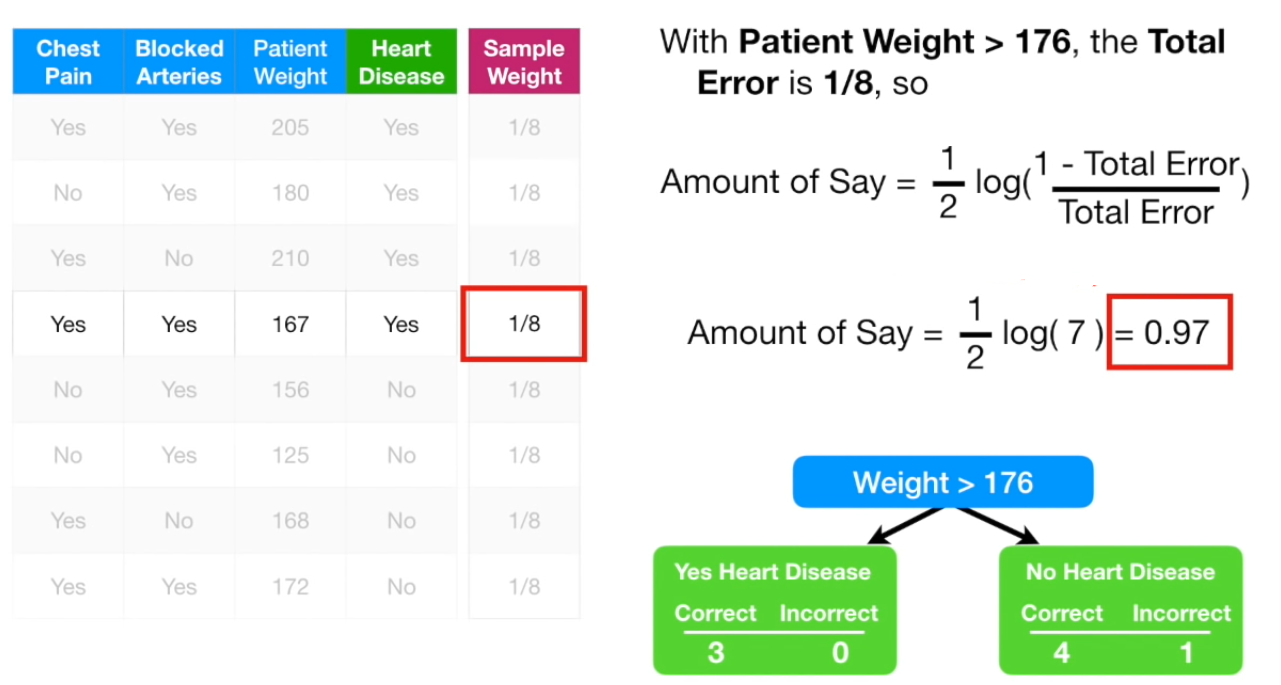 Chest Pain Blocked Arteries Patient Weight Heart Disease Sample Weight
Yes Yes 205 Yes 1/8
No Yes 180 Yes 1/8
Yes No 210 Yes 1/8
Yes Yes 167 Yes 1/8
No Yes 156 No 1/8
No Yes 125 No 1/8
Yes No 168 No 1/8
Yes Yes 172 No 1/8
With Patient Weight > 176, the Total
Error is 1/8, so
Amount of Say = 1/2 log(1 - Total Error/Total Error)
Amount of Say = 1/2 log( 7 ) = 0.97
Weight > 176
Yes Heart Disease
Correct Incorrect
3 0
No Heart Disease
Correct Incorrect
4 1